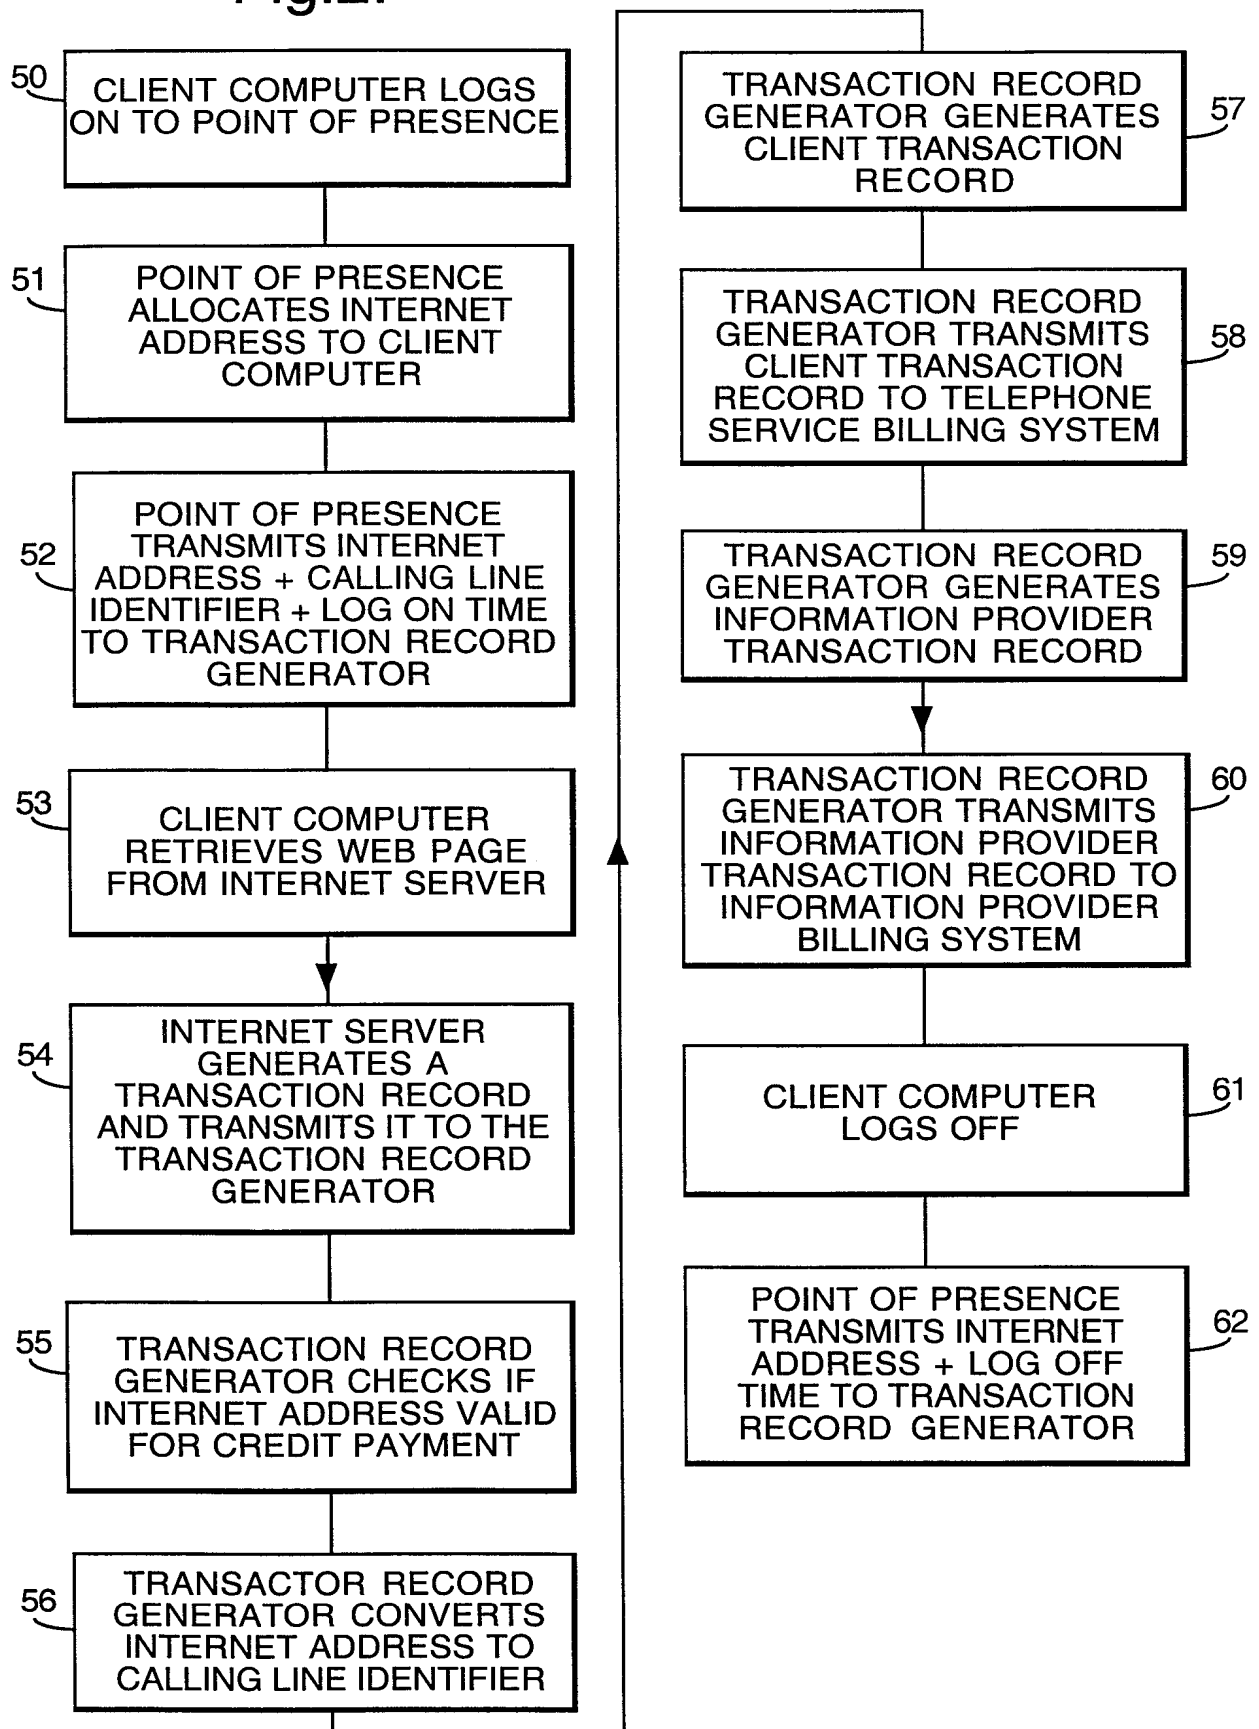 50
CLIENT COMPUTER LOGS
ON TO POINT OF PRESENCE
51
POINT OF PRESENCE
ALLOCATES INTERNET
ADDRESS TO CLIENT
COMPUTER
52
POINT OF PRESENCE
TRANSMITS INTERNET
ADDRESS + CALLING LINE
IDENTIFIER + LOG ON TIME
TO TRANSACTION RECORD
GENERATOR
53
CLIENT COMPUTER
RETRIEVES WEB PAGE
FROM INTERNET SERVER
54
INTERNET SERVER
GENERATES A
TRANSACTION RECORD
AND TRANSMITS IT TO THE
TRANSACTION RECORD
GENERATOR
55
TRANSACTION RECORD
GENERATOR CHECKS IF
INTERNET ADDRESS VALID
FOR CREDIT PAYMENT
56
TRANSACTOR RECORD
GENERATOR CONVERTS
INTERNET ADDRESS TO
CALLING LINE IDENTIFIER
57
TRANSACTION RECORD
GENERATOR GENERATES
CLIENT TRANSACTION
RECORD
58
TRANSACTION RECORD
GENERATOR TRANSMITS
CLIENT TRANSACTION
RECORD TO TELEPHONE
SERVICE BILLING SYSTEM
59
TRANSACTION RECORD
GENERATOR GENERATES
INFORMATION PROVIDER
TRANSACTION RECORD
60
TRANSACTION RECORD
GENERATOR TRANSMITS
INFORMATION PROVIDER
TRANSACTION RECORD TO
INFORMATION PROVIDER
BILLING SYSTEM
61
CLIENT COMPUTER
LOGS OFF
62
POINT OF PRESENCE
TRANSMITS INTERNET
ADDRESS + LOG OFF
TIME TO TRANSACTION
RECORD GENERATOR